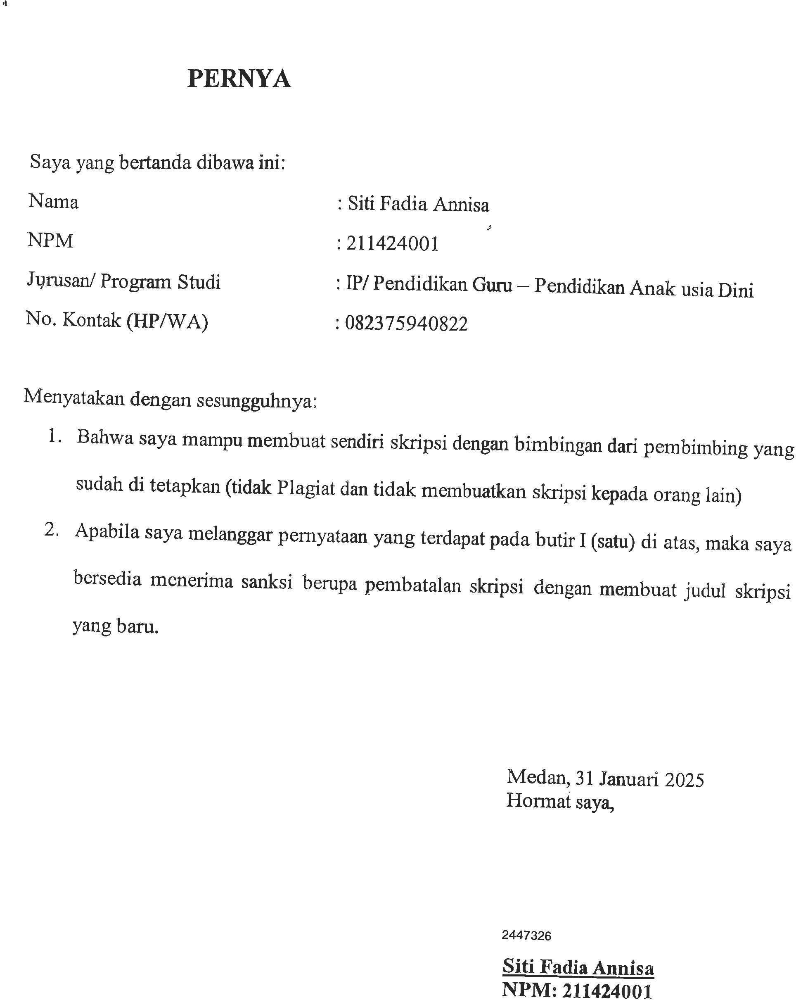 PERNYA
Saya yang bertanda dibawa ini:
Nama : Siti Fadia Annisa
NPM : 211424001
Jurusan/ Program Studi : IP/ Pendidikan Guru – Pendidikan Anak usia Dini
No. Kontak (HP/WA) : 082375940822
Menyatakan dengan sesungguhnya:
1. Bahwa saya mampu membuat sendiri skripsi dengan bimbingan dari pembimbing yang
sudah di tetapkan (tidak Plagiat dan tidak membuatkan skripsi kepada orang lain)
2. Apabila saya melanggar pernyataan yang terdapat pada butir I (satu) di atas, maka saya
bersedia menerima sanksi berupa pembatalan skripsi dengan membuat judul skripsi
yang baru.
Medan, 31 Januari 2025
Hormat saya,
2447326
Siti Fadia Annisa
NPM: 211424001